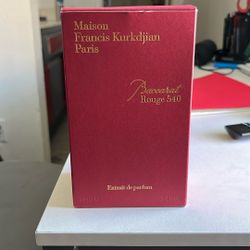 Maison
Francis Kurkdjian
Paris
Baccarat
Rouge 540
Extrait de parfum